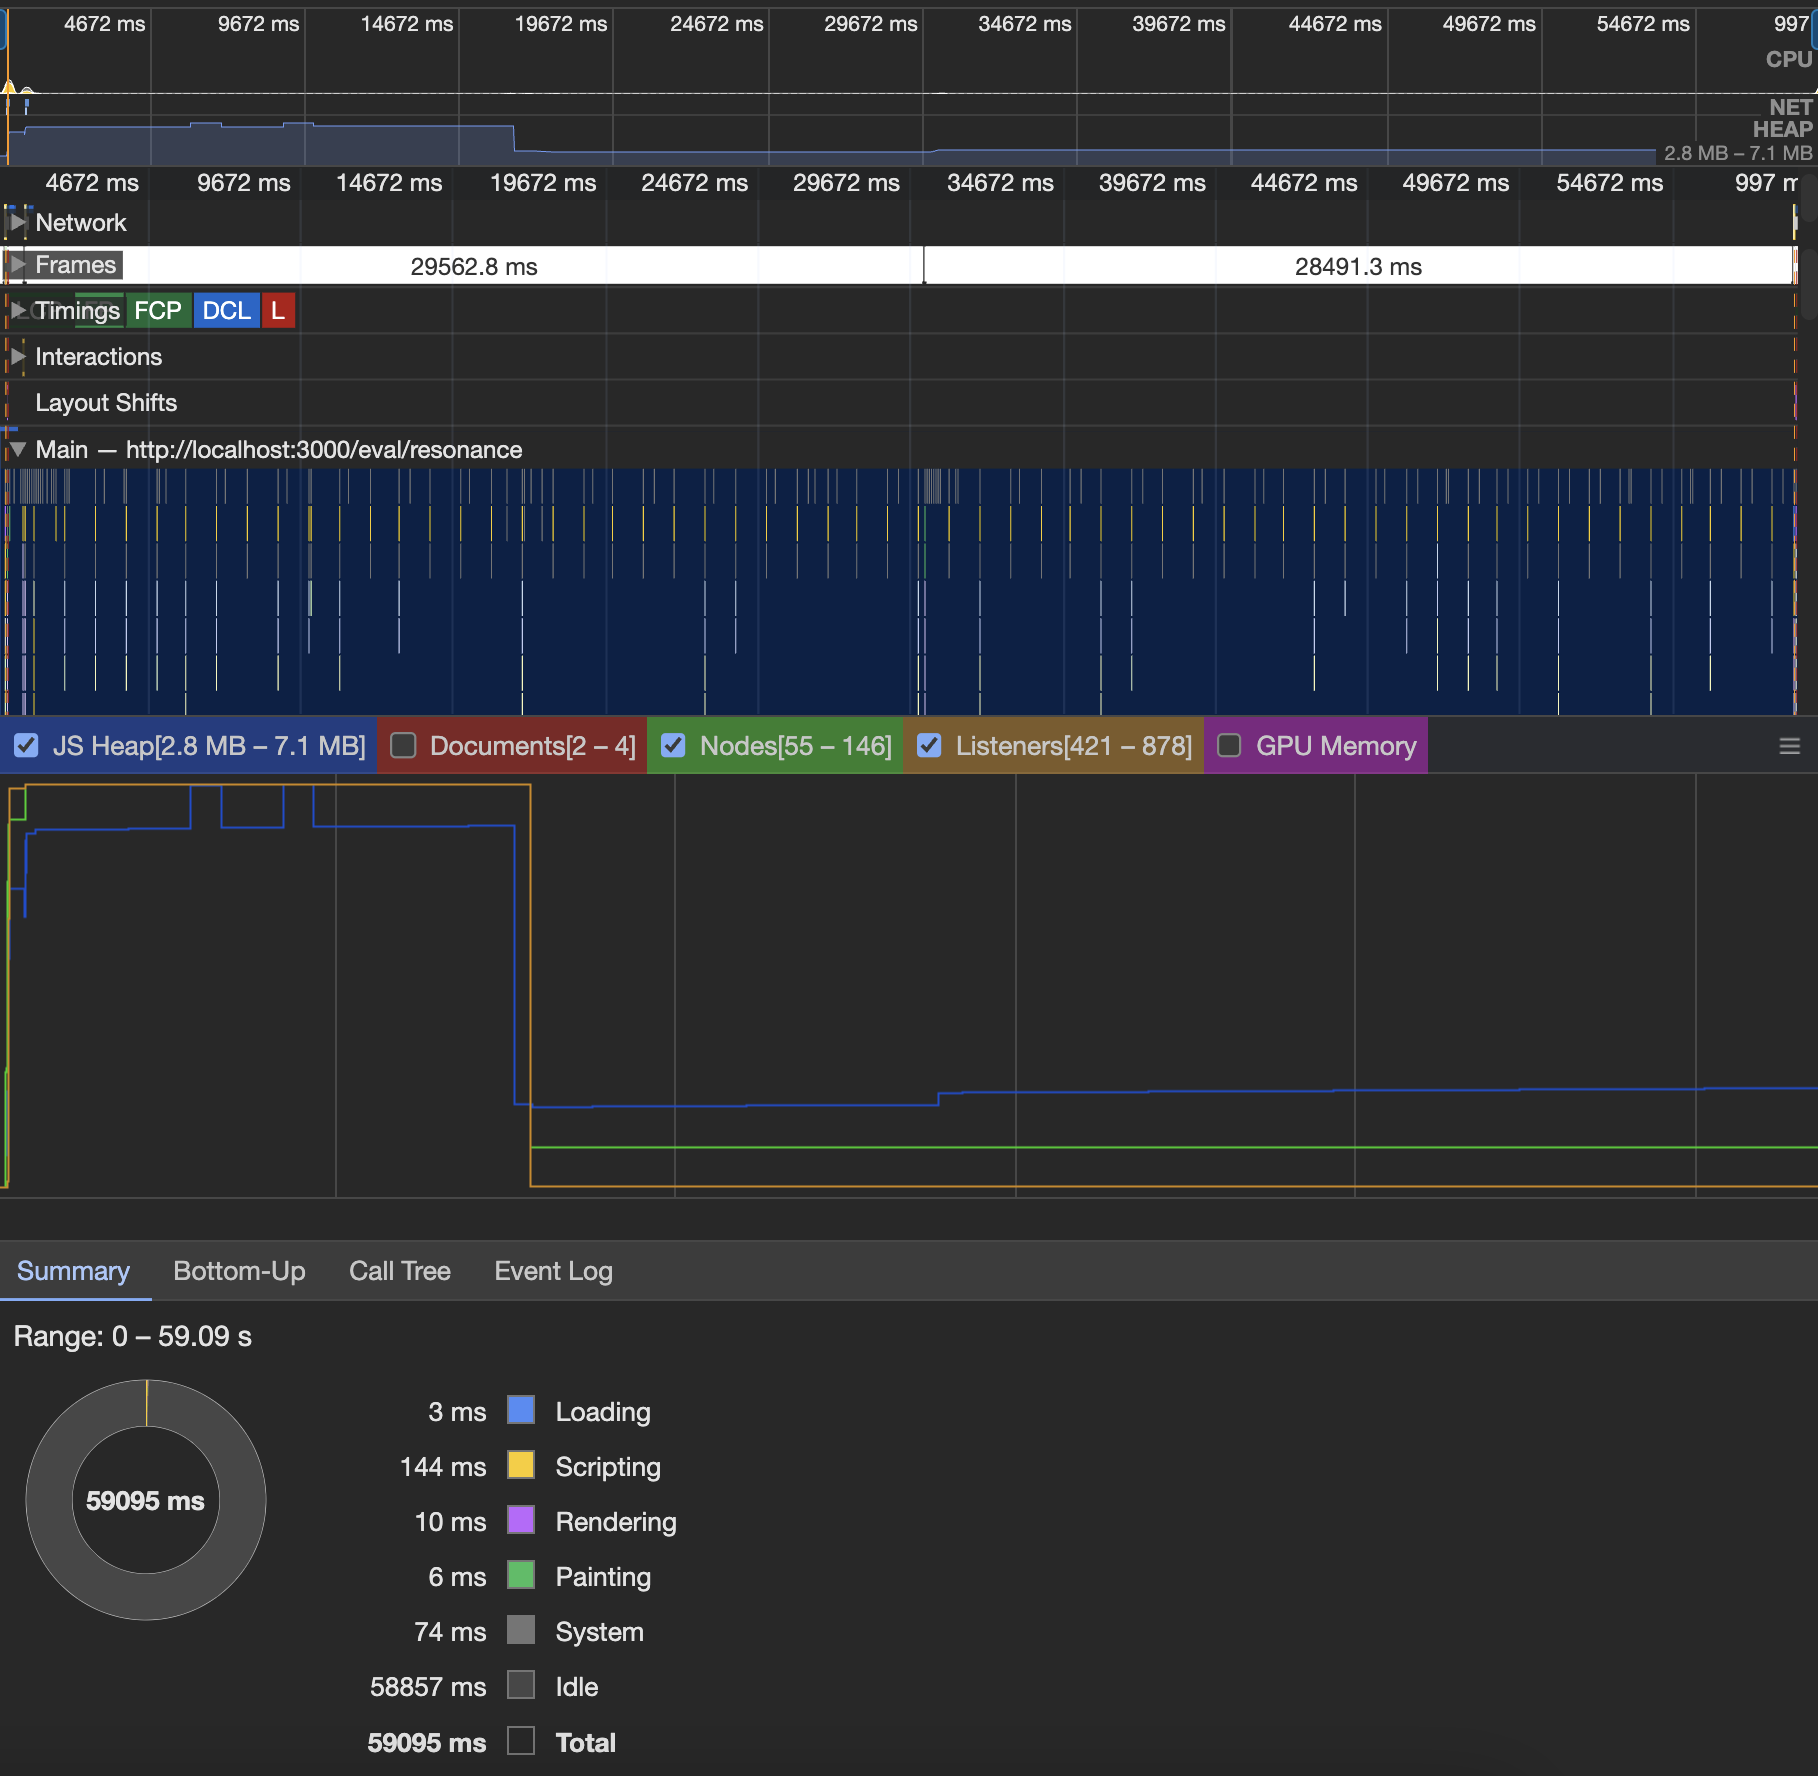 4672 ms 9672 ms 14672 ms 19672 ms 24672 ms 29672 ms 34672 ms 39672 ms 44672 ms 49672 ms 54672 ms 997
CPU
NET
HEAP
2.8 MB – 7.1 MB
4672 ms 9672 ms 14672 ms 19672 ms 24672 ms 29672 ms 34672 ms 39672 ms 44672 ms 49672 ms 54672 ms 997 m
Network
Frames 29562.8 ms 28491.3 ms
Timings FCP DCL L
Interactions
Layout Shifts
Main — http://localhost:3000/eval/resonance
JS Heap[2.8 MB – 7.1 MB] Documents[2 – 4] Nodes[55 – 146] Listeners[421 – 878] GPU Memory
Summary Bottom-Up Call Tree Event Log
Range: 0 – 59.09 s
59095 ms
3 ms Loading
144 ms Scripting
10 ms Rendering
6 ms Painting
74 ms System
58857 ms Idle
59095 ms Total